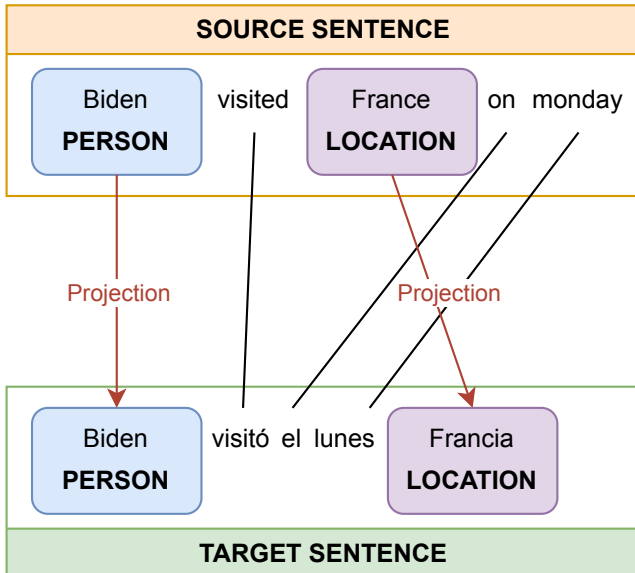 SOURCE SENTENCE
Biden visited France on monday
PERSON LOCATION
Projection Projection
Biden visitó el lunes Francia
PERSON LOCATION
TARGET SENTENCE